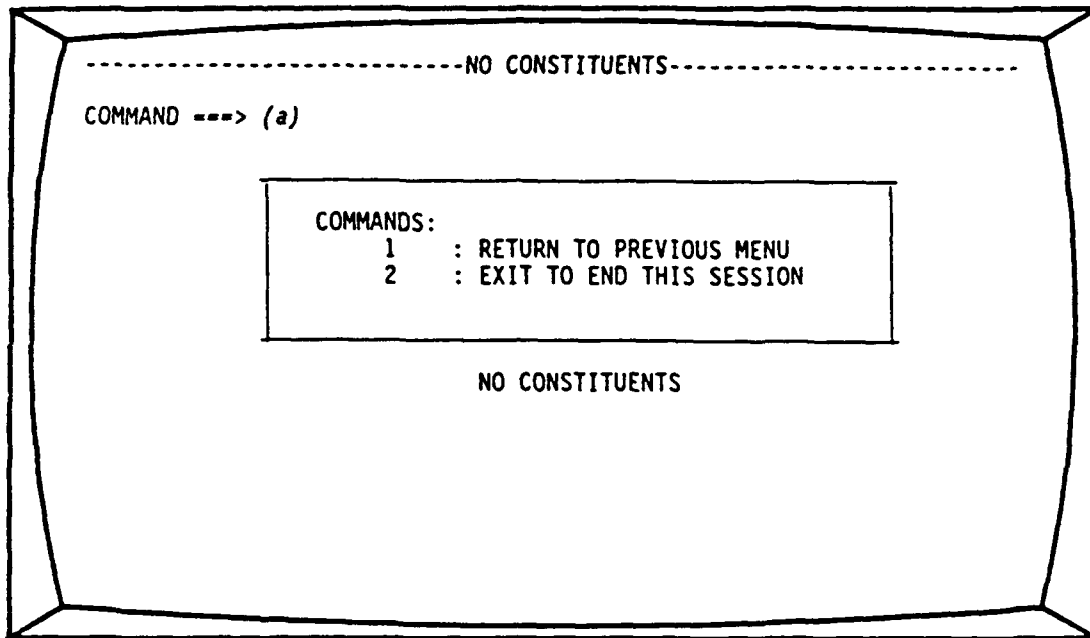 ----------------------------NO CONSTITUENTS--------------------------
COMMAND ===> (a)
COMMANDS:
1 : RETURN TO PREVIOUS MENU
2 : EXIT TO END THIS SESSION
NO CONSTITUENTS